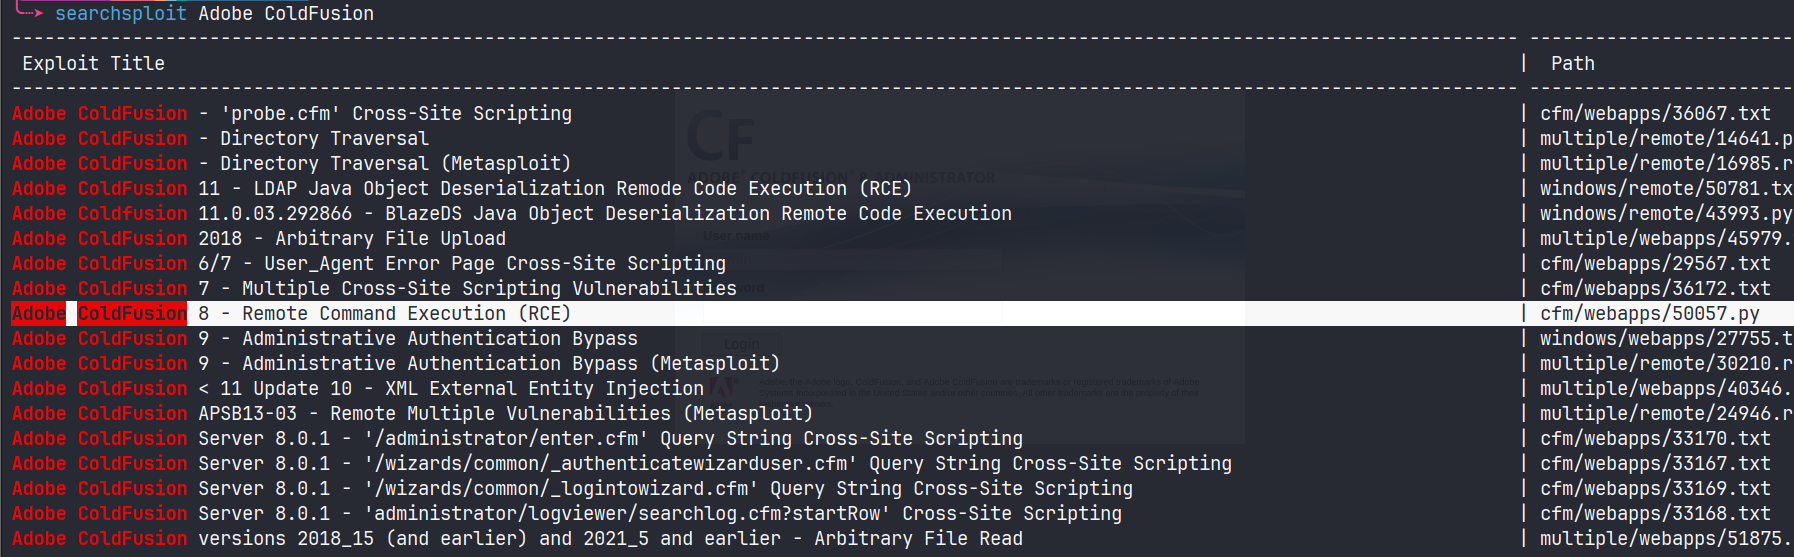 searchsploit Adobe ColdFusion
Exploit Title | Path
Adobe ColdFusion - 'probe.cfm' Cross-Site Scripting | cfm/webapps/36067.txt
Adobe ColdFusion - Directory Traversal | multiple/remote/14641.p
Adobe ColdFusion - Directory Traversal (Metasploit) | multiple/remote/16985.r
Adobe ColdFusion 11 - LDAP Java Object Deserialization Remode Code Execution (RCE) | windows/remote/50781.tx
Adobe ColdFusion 11.0.03.292866 - BlazeDS Java Object Deserialization Remote Code Execution | windows/remote/43993.py
Adobe ColdFusion 2018 - Arbitrary File Upload | multiple/webapps/45979.
Adobe ColdFusion 6/7 - User_Agent Error Page Cross-Site Scripting | cfm/webapps/29567.txt
Adobe ColdFusion 7 - Multiple Cross-Site Scripting Vulnerabilities | cfm/webapps/36172.txt
Adobe ColdFusion 8 - Remote Command Execution (RCE) | cfm/webapps/50057.py
Adobe ColdFusion 9 - Administrative Authentication Bypass | windows/webapps/27755.t
Adobe ColdFusion 9 - Administrative Authentication Bypass (Metasploit) | multiple/remote/30210.r
Adobe ColdFusion < 11 Update 10 - XML External Entity Injection | multiple/webapps/40346.
Adobe ColdFusion APSB13-03 - Remote Multiple Vulnerabilities (Metasploit) | multiple/remote/24946.r
Adobe ColdFusion Server 8.0.1 - '/administrator/enter.cfm' Query String Cross-Site Scripting | cfm/webapps/33170.txt
Adobe ColdFusion Server 8.0.1 - '/wizards/common/_authenticatewizarduser.cfm' Query String Cross-Site Scripting | cfm/webapps/33167.txt
Adobe ColdFusion Server 8.0.1 - '/wizards/common/_logintowizard.cfm' Query String Cross-Site Scripting | cfm/webapps/33169.txt
Adobe ColdFusion Server 8.0.1 - 'administrator/logviewer/searchlog.cfm?startRow' Cross-Site Scripting | cfm/webapps/33168.txt
Adobe ColdFusion versions 2018_15 (and earlier) and 2021_5 and earlier - Arbitrary File Read | multiple/webapps/51875.
CF
ADOBE COLDFUSION 8 ADMINISTRATOR
User name
Login